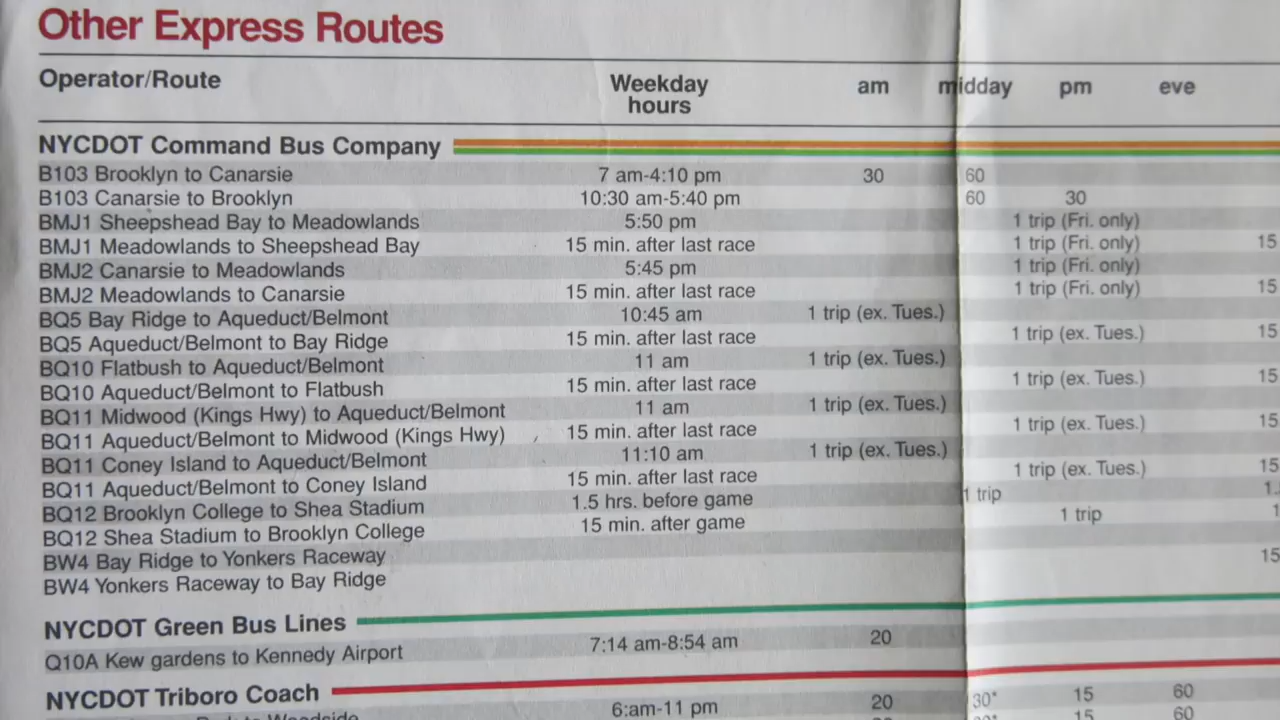 Other Express Routes
Operator/Route Weekday hours am midday pm eve
NYCDOT Command Bus Company
B103 Brooklyn to Canarsie 7 am-4:10 pm 30 60
B103 Canarsie to Brooklyn 10:30 am-5:40 pm 60 30
BMJ1 Sheepshead Bay to Meadowlands 5:50 pm 1 trip (Fri. only)
BMJ1 Meadowlands to Sheepshead Bay 15 min. after last race 1 trip (Fri. only) 15
BMJ2 Canarsie to Meadowlands 5:45 pm 1 trip (Fri. only)
BMJ2 Meadowlands to Canarsie 15 min. after last race 1 trip (Fri. only) 15
BQ5 Bay Ridge to Aqueduct/Belmont 10:45 am 1 trip (ex. Tues.)
BQ5 Aqueduct/Belmont to Bay Ridge 15 min. after last race 1 trip (ex. Tues.) 15
BQ10 Flatbush to Aqueduct/Belmont 11 am 1 trip (ex. Tues.)
BQ10 Aqueduct/Belmont to Flatbush 15 min. after last race 1 trip (ex. Tues.) 15
BQ11 Midwood (Kings Hwy) to Aqueduct/Belmont 11 am 1 trip (ex. Tues.)
BQ11 Aqueduct/Belmont to Midwood (Kings Hwy) 15 min. after last race 1 trip (ex. Tues.) 15
BQ11 Coney Island to Aqueduct/Belmont 11:10 am 1 trip (ex. Tues.)
BQ11 Aqueduct/Belmont to Coney Island 15 min. after last race 1 trip (ex. Tues.) 15
BQ12 Brooklyn College to Shea Stadium 1.5 hrs. before game 1 trip 1.
BQ12 Shea Stadium to Brooklyn College 15 min. after game 1 trip 1
BW4 Bay Ridge to Yonkers Raceway
BW4 Yonkers Raceway to Bay Ridge 15
NYCDOT Green Bus Lines
Q10A Kew gardens to Kennedy Airport 7:14 am-8:54 am 20
NYCDOT Triboro Coach
6:am-11 pm 20 30* 15 60
to Woodside 15 60